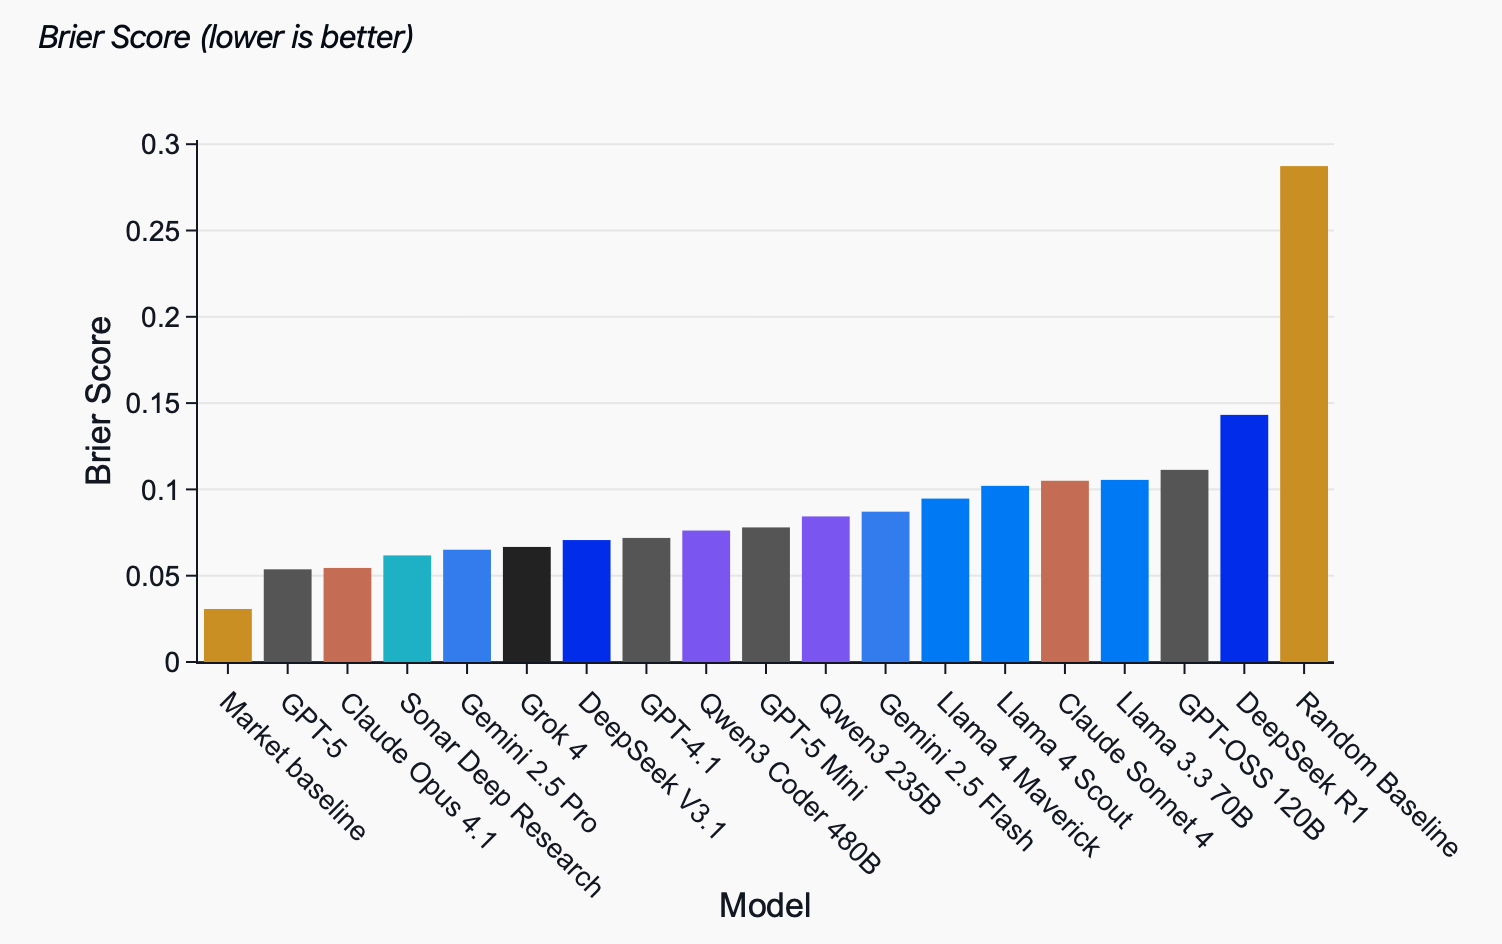 Brier Score (lower is better)
0.3
0.25
0.2
0.15
0.1
0.05
0
Brier Score
Market baseline
GPT-5
Claude Opus 4.1
Sonar Deep Research
Gemini 2.5 Pro
Grok 4
DeepSeek V3.1
GPT-4.1
Qwen3 Coder 480B
GPT-5 Mini
Qwen3 235B
Gemini 2.5 Flash
Llama 4 Maverick
Llama 4 Scout
Claude Sonnet 4
Llama 3.3 70B
GPT-OSS 120B
DeepSeek R1
Random Baseline
Model